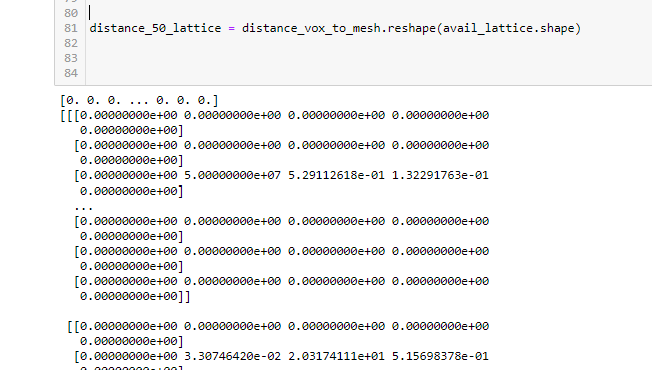 80
81 distance_50_lattice = distance_vox_to_mesh.reshape(avail_lattice.shape)
82
83
84
[0. 0. 0. ... 0. 0. 0.]
[[[0.00000000e+00 0.00000000e+00 0.00000000e+00 0.00000000e+00
0.00000000e+00]
[0.00000000e+00 0.00000000e+00 0.00000000e+00 0.00000000e+00
0.00000000e+00]
[0.00000000e+00 5.00000000e+07 5.29112618e-01 1.32291763e-01
0.00000000e+00]
...
[0.00000000e+00 0.00000000e+00 0.00000000e+00 0.00000000e+00
0.00000000e+00]
[0.00000000e+00 0.00000000e+00 0.00000000e+00 0.00000000e+00
0.00000000e+00]
[0.00000000e+00 0.00000000e+00 0.00000000e+00 0.00000000e+00
0.00000000e+00]]
[[0.00000000e+00 0.00000000e+00 0.00000000e+00 0.00000000e+00
0.00000000e+00]
[0.00000000e+00 3.30746420e-02 2.03174111e+01 5.15698378e-01